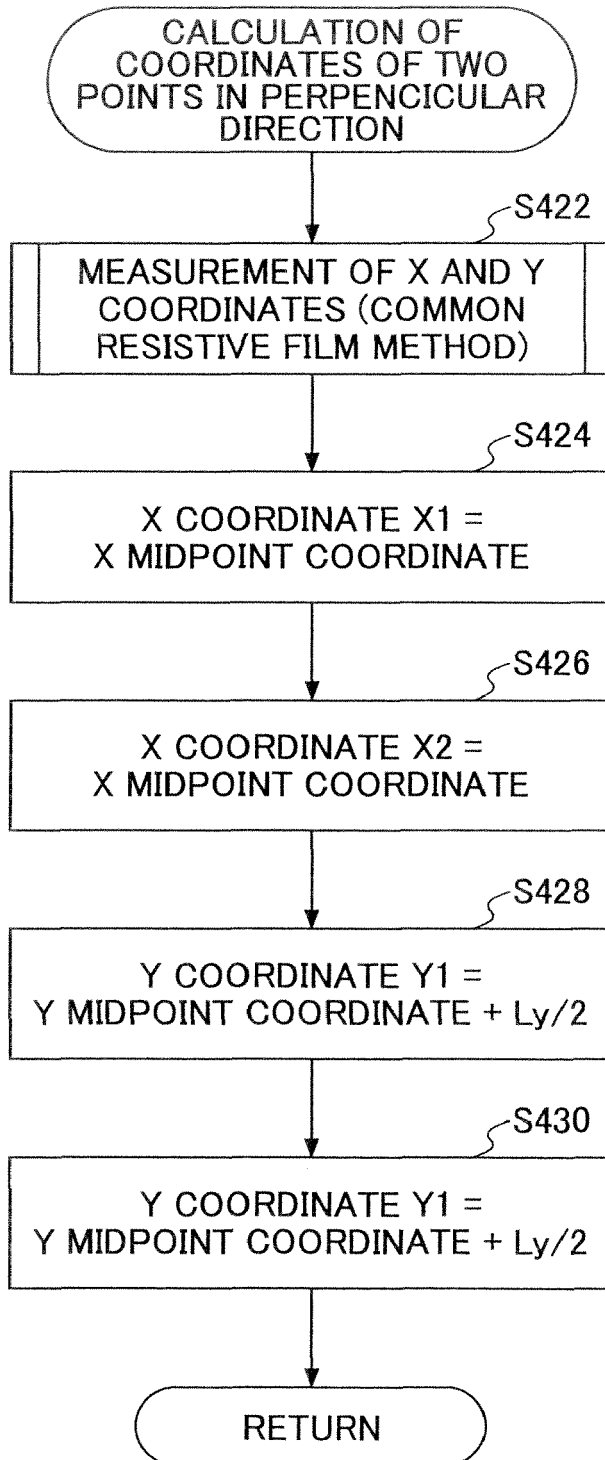 CALCULATION OF
COORDINATES OF TWO
POINTS IN PERPENCICULAR
DIRECTION
S422
MEASUREMENT OF X AND Y
COORDINATES (COMMON
RESISTIVE FILM METHOD)
S424
X COORDINATE X1 =
X MIDPOINT COORDINATE
S426
X COORDINATE X2 =
X MIDPOINT COORDINATE
S428
Y COORDINATE Y1 =
Y MIDPOINT COORDINATE + Ly/2
S430
Y COORDINATE Y1 =
Y MIDPOINT COORDINATE + Ly/2
RETURN